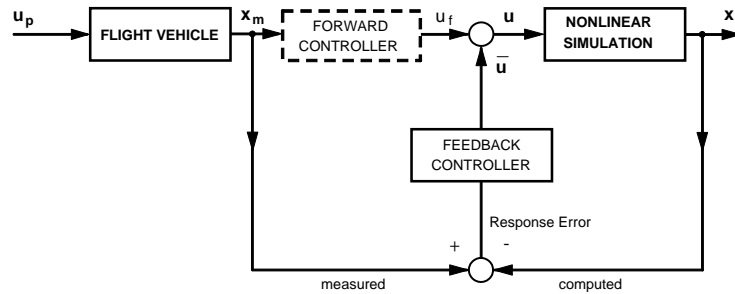 u_p
FLIGHT VEHICLE
x_m
FORWARD
CONTROLLER
u_f
u
u̅
NONLINEAR
SIMULATION
x
FEEDBACK
CONTROLLER
Response Error
+
-
measured
computed